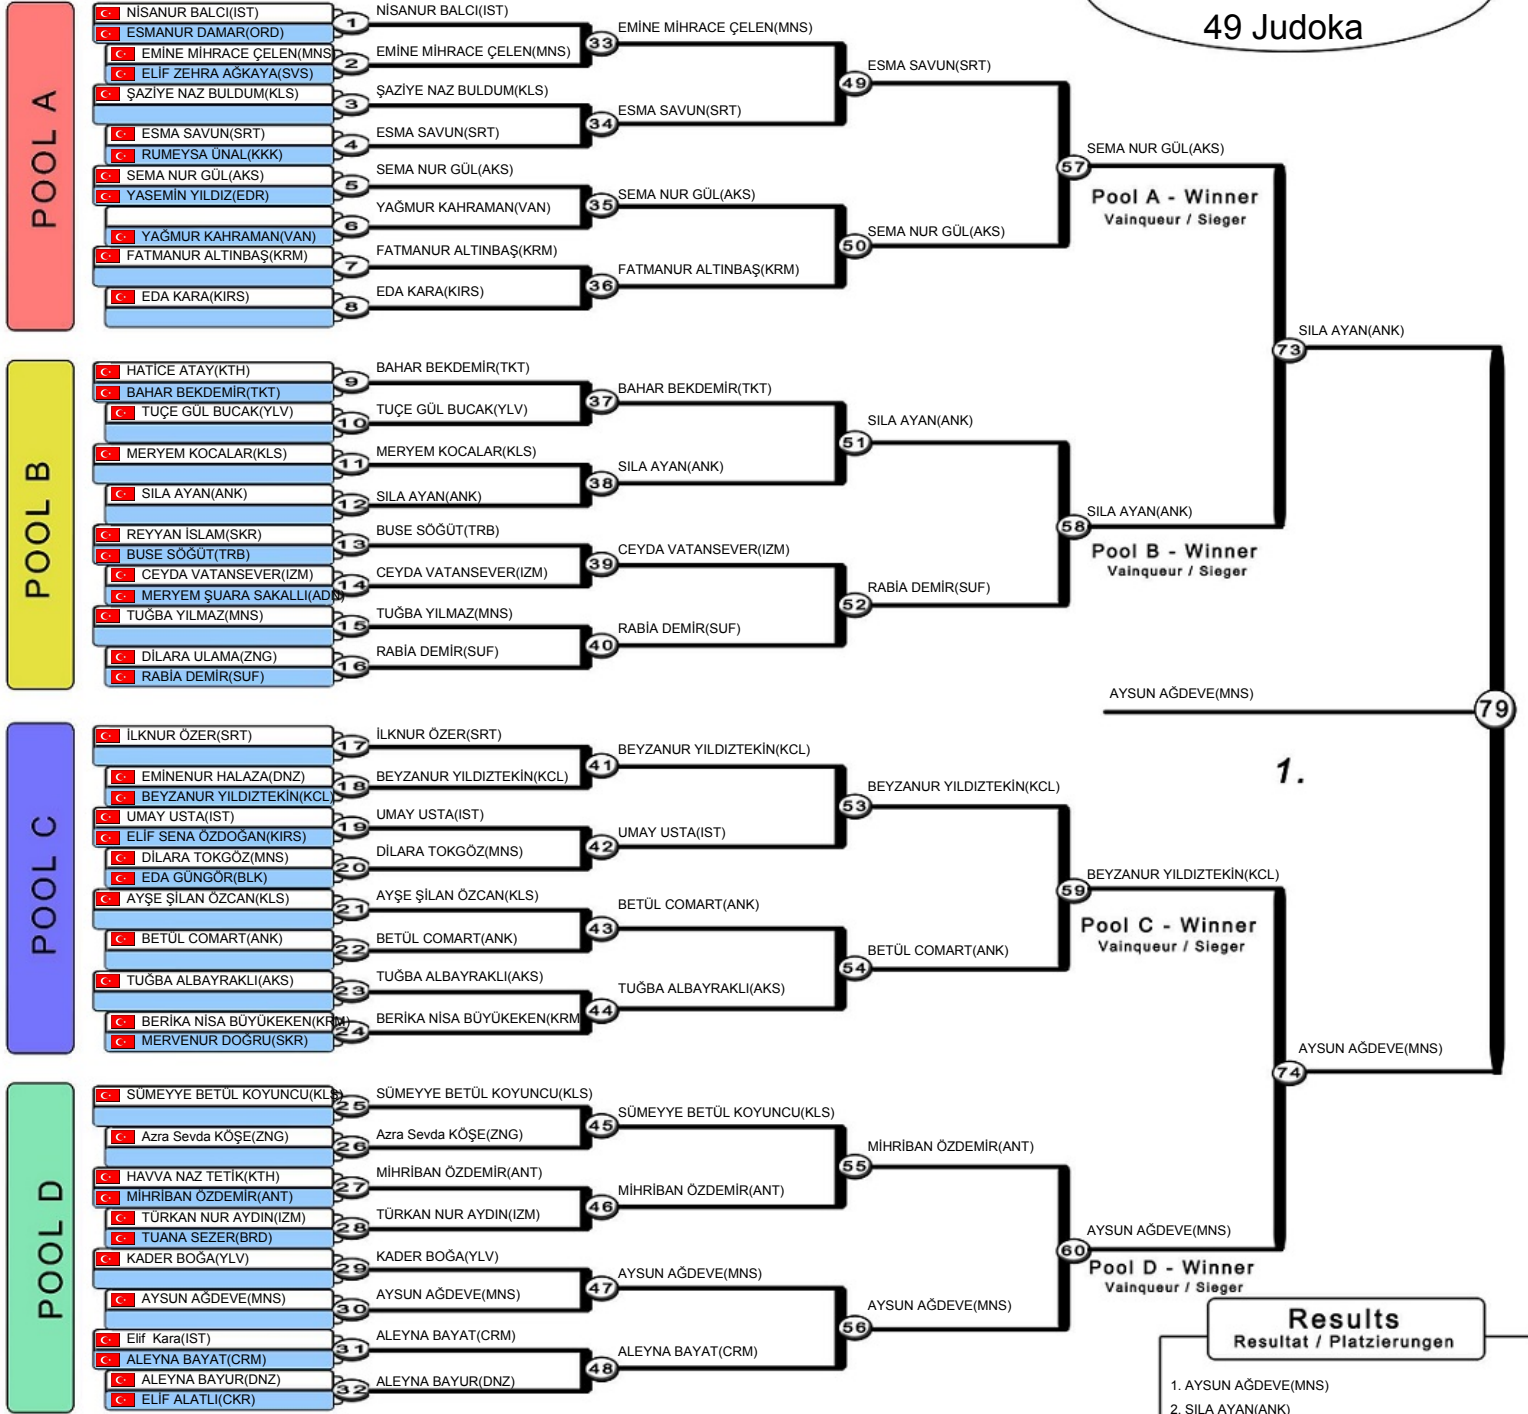 49 Judoka
POOL A
NİSANUR BALCI(IST)
ESMANUR DAMAR(ORD)
EMİNE MİHRACE ÇELEN(MNS
ELİF ZEHRA AĞKAYA(SVS)
ŞAZİYE NAZ BULDUM(KLS)
ESMA SAVUN(SRT)
RUMEYSA ÜNAL(KKK)
SEMA NUR GÜL(AKS)
YASEMİN YILDIZ(EDR)
YAĞMUR KAHRAMAN(VAN)
FATMANUR ALTINBAŞ(KRM)
EDA KARA(KIRS)
1
2
3
4
5
6
7
8
NİSANUR BALCI(IST)
EMİNE MİHRACE ÇELEN(MNS)
ŞAZİYE NAZ BULDUM(KLS)
ESMA SAVUN(SRT)
SEMA NUR GÜL(AKS)
YAĞMUR KAHRAMAN(VAN)
FATMANUR ALTINBAŞ(KRM)
EDA KARA(KIRS)
33
34
35
36
EMİNE MİHRACE ÇELEN(MNS)
ESMA SAVUN(SRT)
SEMA NUR GÜL(AKS)
FATMANUR ALTINBAŞ(KRM)
49
50
ESMA SAVUN(SRT)
SEMA NUR GÜL(AKS)
57
SEMA NUR GÜL(AKS)
Pool A - Winner
Vainqueur / Sieger
POOL B
HATİCE ATAY(KTH)
BAHAR BEKDEMİR(TKT)
TUÇE GÜL BUCAK(YLV)
MERYEM KOCALAR(KLS)
SILA AYAN(ANK)
REYYAN İSLAM(SKR)
BUSE SÖĞÜT(TRB)
CEYDA VATANSEVER(IZM)
MERYEM ŞUARA SAKALLI(ADN)
TUĞBA YILMAZ(MNS)
DİLARA ULAMA(ZNG)
RABİA DEMİR(SUF)
9
10
11
12
13
14
15
16
BAHAR BEKDEMİR(TKT)
TUÇE GÜL BUCAK(YLV)
MERYEM KOCALAR(KLS)
SILA AYAN(ANK)
BUSE SÖĞÜT(TRB)
CEYDA VATANSEVER(IZM)
TUĞBA YILMAZ(MNS)
RABİA DEMİR(SUF)
37
38
39
40
BAHAR BEKDEMİR(TKT)
SILA AYAN(ANK)
CEYDA VATANSEVER(IZM)
RABİA DEMİR(SUF)
51
52
SILA AYAN(ANK)
RABİA DEMİR(SUF)
58
SILA AYAN(ANK)
Pool B - Winner
Vainqueur / Sieger
73
SILA AYAN(ANK)
AYSUN AĞDEVE(MNS)
79
1.
POOL C
İLKNUR ÖZER(SRT)
EMİNENUR HALAZA(DNZ)
BEYZANUR YILDIZTEKİN(KCL)
UMAY USTA(IST)
ELİF SENA ÖZDOĞAN(KIRS)
DİLARA TOKGÖZ(MNS)
EDA GÜNGÖR(BLK)
AYŞE ŞİLAN ÖZCAN(KLS)
BETÜL COMART(ANK)
TUĞBA ALBAYRAKLI(AKS)
BERİKA NİSA BÜYÜKEKEN(KRM)
MERVENUR DOĞRU(SKR)
17
18
19
20
21
22
23
24
İLKNUR ÖZER(SRT)
BEYZANUR YILDIZTEKİN(KCL)
UMAY USTA(IST)
DİLARA TOKGÖZ(MNS)
AYŞE ŞİLAN ÖZCAN(KLS)
BETÜL COMART(ANK)
TUĞBA ALBAYRAKLI(AKS)
BERİKA NİSA BÜYÜKEKEN(KRM
41
42
43
44
BEYZANUR YILDIZTEKİN(KCL)
UMAY USTA(IST)
BETÜL COMART(ANK)
TUĞBA ALBAYRAKLI(AKS)
53
54
BEYZANUR YILDIZTEKİN(KCL)
BETÜL COMART(ANK)
59
BEYZANUR YILDIZTEKİN(KCL)
Pool C - Winner
Vainqueur / Sieger
74
AYSUN AĞDEVE(MNS)
POOL D
SÜMEYYE BETÜL KOYUNCU(KLS)
Azra Sevda KÖŞE(ZNG)
HAVVA NAZ TETİK(KTH)
MİHRİBAN ÖZDEMİR(ANT)
TÜRKAN NUR AYDIN(IZM)
TUANA SEZER(BRD)
KADER BOĞA(YLV)
AYSUN AĞDEVE(MNS)
Elif Kara(IST)
ALEYNA BAYAT(CRM)
ALEYNA BAYUR(DNZ)
ELİF ALATLI(CKR)
25
26
27
28
29
30
31
32
SÜMEYYE BETÜL KOYUNCU(KLS)
Azra Sevda KÖŞE(ZNG)
MİHRİBAN ÖZDEMİR(ANT)
TÜRKAN NUR AYDIN(IZM)
KADER BOĞA(YLV)
AYSUN AĞDEVE(MNS)
ALEYNA BAYAT(CRM)
ALEYNA BAYUR(DNZ)
45
46
47
48
SÜMEYYE BETÜL KOYUNCU(KLS)
MİHRİBAN ÖZDEMİR(ANT)
AYSUN AĞDEVE(MNS)
ALEYNA BAYAT(CRM)
55
56
MİHRİBAN ÖZDEMİR(ANT)
AYSUN AĞDEVE(MNS)
60
AYSUN AĞDEVE(MNS)
Pool D - Winner
Vainqueur / Sieger
Results
Resultat / Platzierungen
1. AYSUN AĞDEVE(MNS)
2. SILA AYAN(ANK)